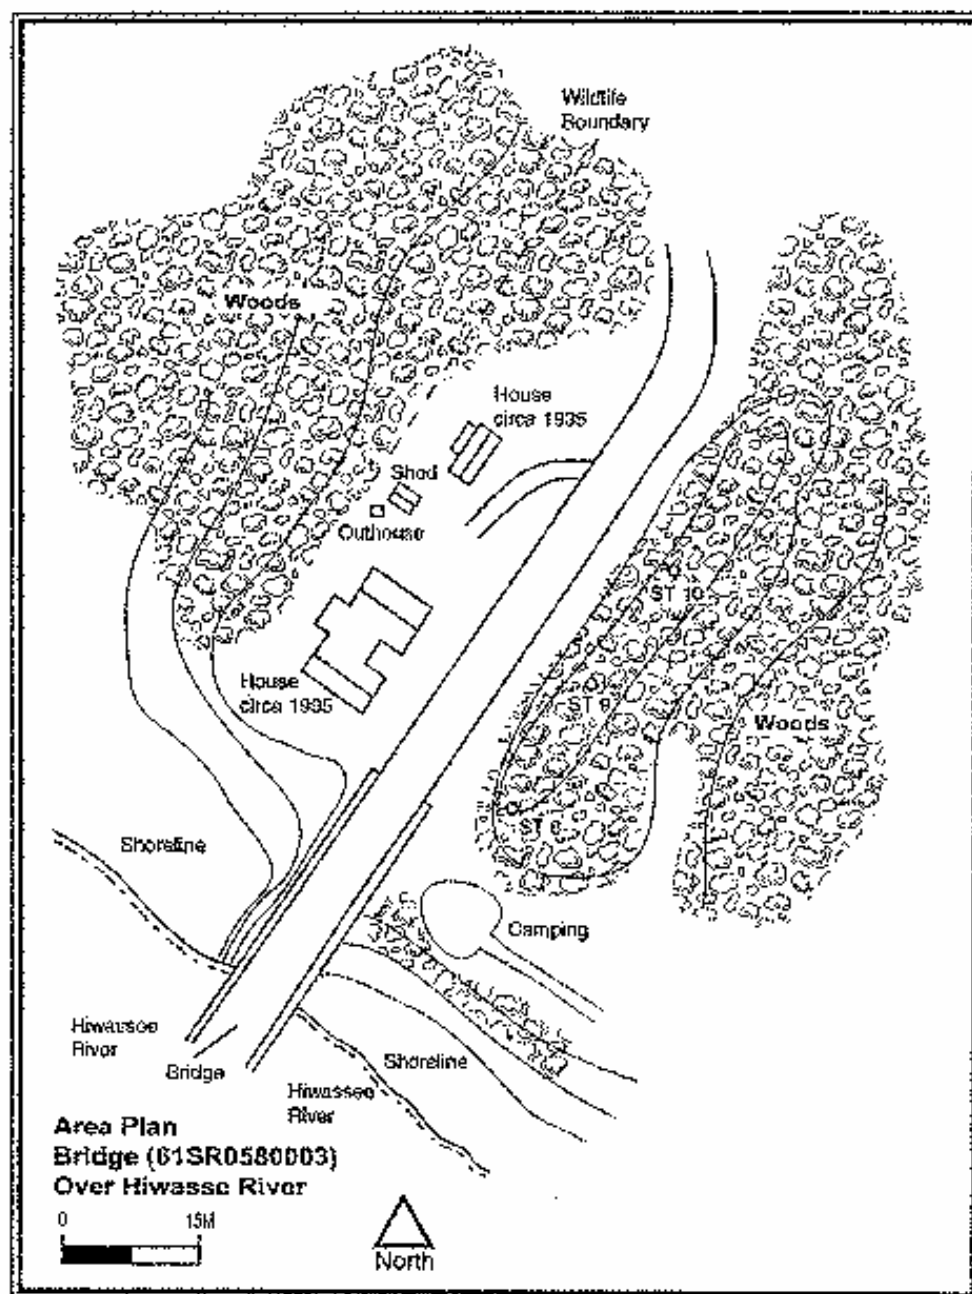 Wildlife
Boundary
Woods
House
circa 1935
Shed
Outhouse
ST 10
House
circa 1935
ST 9
Woods
ST 8
Shoreline
Camping
Hiwassee
River
Bridge
Shoreline
Hiwassee
River
Area Plan
Bridge (61SR0580003)
Over Hiwasse River
0 15M
North